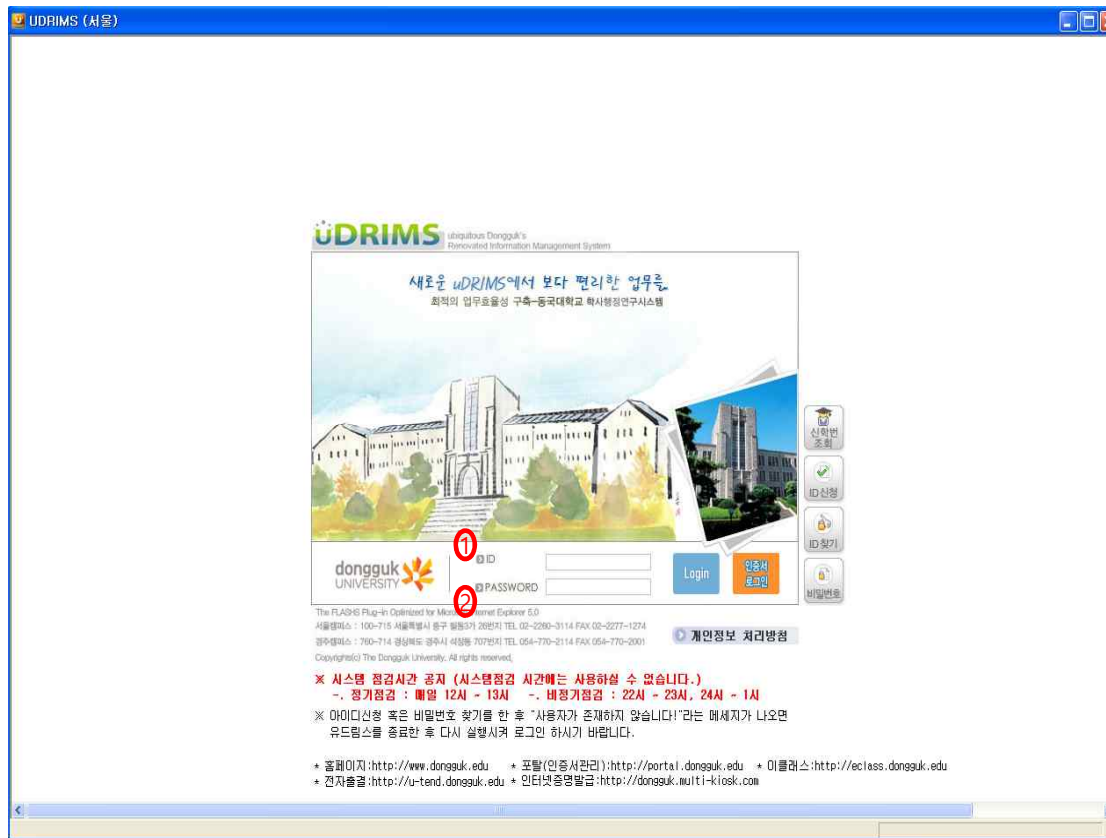 UDRIMS (서울)
UDRIMS ubiquitous Dongguk's
Renovated Information Management System
새로운 uDRIMS에서 보다 편리한 업무를
최적의 업무효율성 구축-동국대학교 학사행정연구시스템
신학번
조회
ID신청
ID찾기
비밀번호
① ID
② PASSWORD
dongguk
UNIVERSITY
Login
인증서
로그인
The FLASH5 Plug-in Optimized for Internet Explorer 5,0
서울캠퍼스 : 100-715 서울특별시 중구 필동3가 26번지 TEL 02-2260-3114 FAX 02-2277-1274
경주캠퍼스 : 780-714 경상북도 경주시 석장동 707번지 TEL 054-770-2114 FAX 054-770-2001
Copyrights(c) The Dongguk University, All rights reserved,
개인정보 처리방침
※ 시스템 점검시간 공지 (시스템점검 시간에는 사용하실 수 없습니다.)
-. 정기점검 : 매일 12시 ~ 13시 -. 비정기점검 : 22시 ~ 23시, 24시 ~ 1시
※ 아이디신청 혹은 비밀번호 찾기를 한 후 "사용자가 존재하지 않습니다!"라는 메세지가 나오면
유드림스를 종료한 후 다시 실행시켜 로그인 하시기 바랍니다.
* 홈페이지:http://www.dongguk.edu * 포탈(인증서관리):http://portal.dongguk.edu * 이클래스:http://eclass.dongguk.edu
* 전자출결:http://u-tend.dongguk.edu * 인터넷증명발급:http://dongguk.multi-kiosk.com